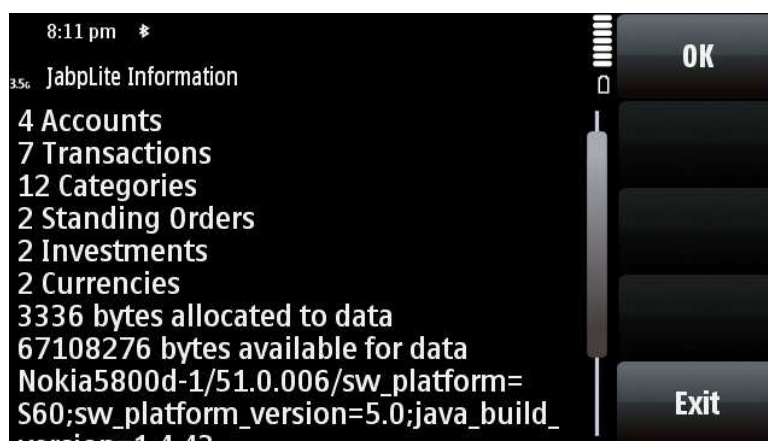 8:11 pm
OK
3.5G JabpLite Information
4 Accounts
7 Transactions
12 Categories
2 Standing Orders
2 Investments
2 Currencies
3336 bytes allocated to data
67108276 bytes available for data
Nokia5800d-1/51.0.006/sw_platform=
S60;sw_platform_version=5.0;java_build_
Exit